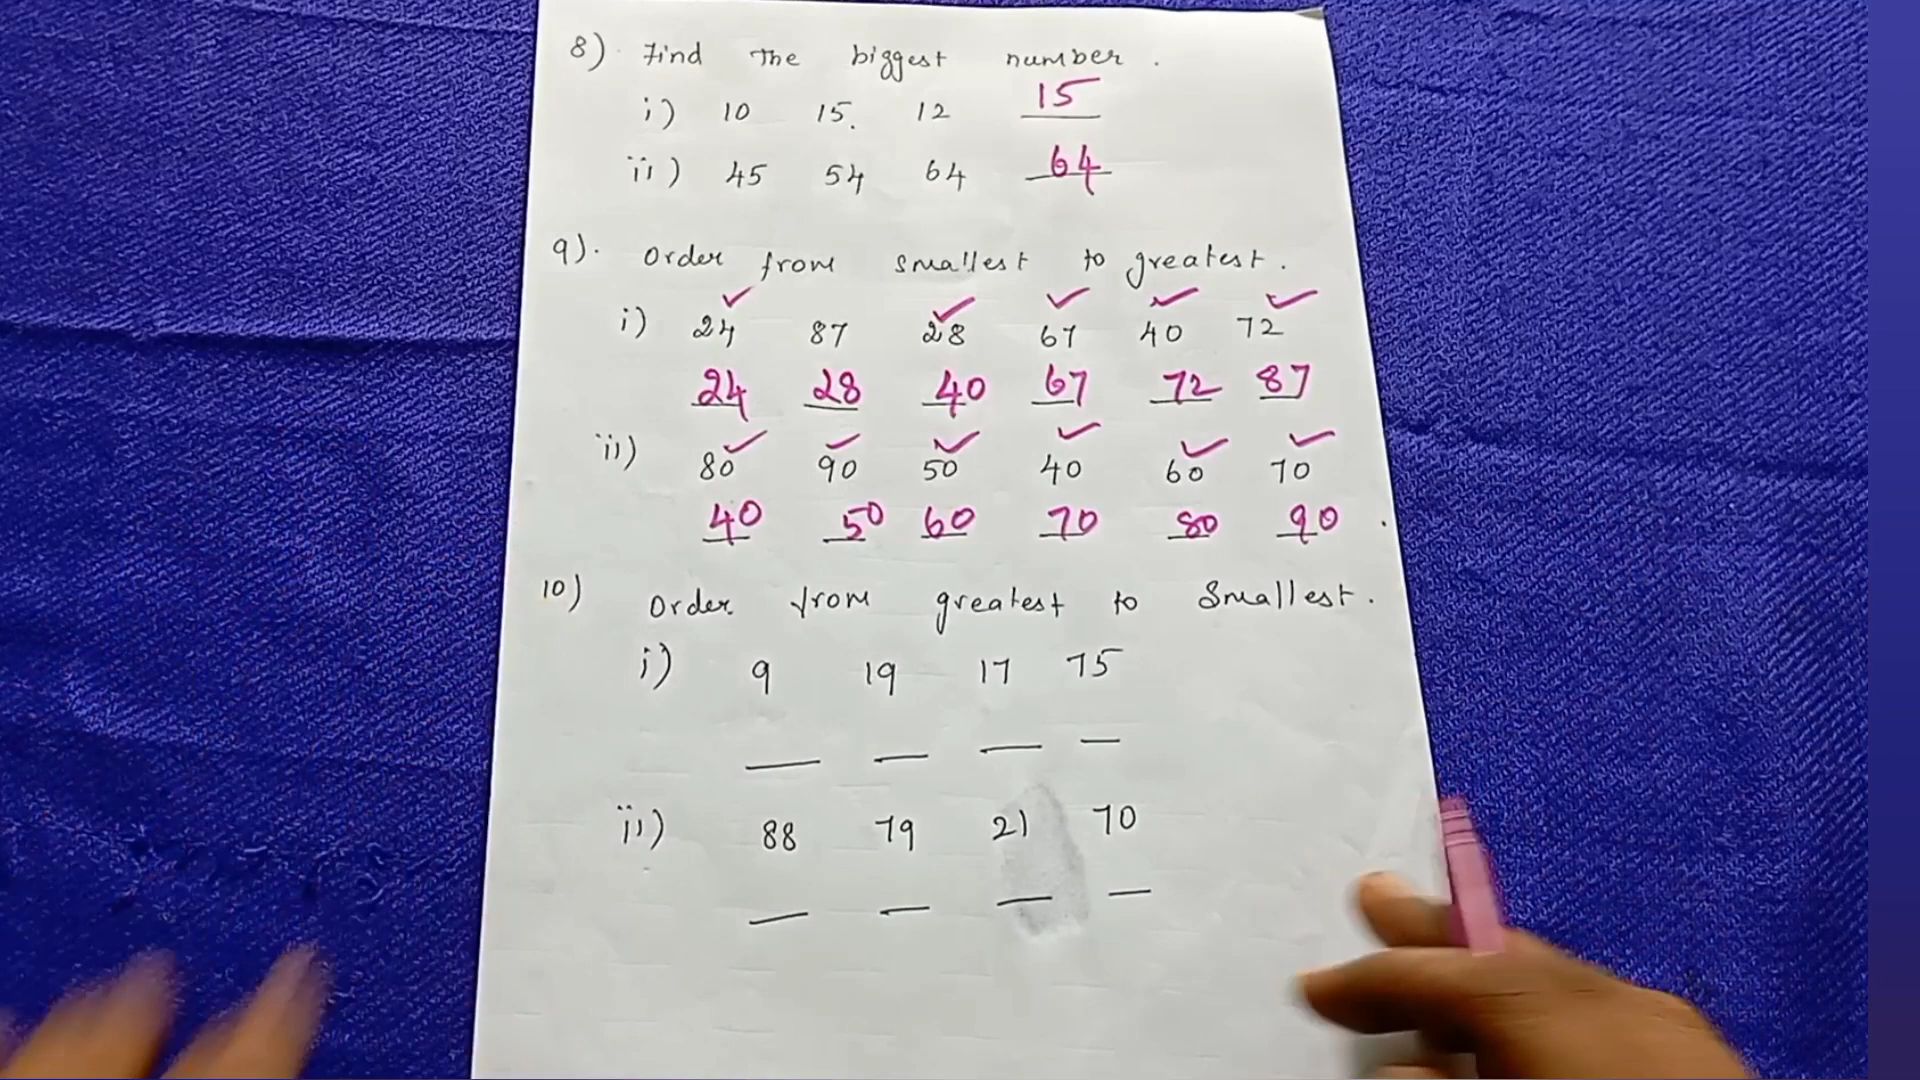 8) Find The biggest number.
i) 10 15. 12 15
ii) 45 54 64 64
9). Order from smallest to greatest.
i) 24 87 28 67 40 72
24 28 40 67 72 87
ii) 80 90 50 40 60 70
40 50 60 70 80 90 .
10) Order from greatest to Smallest.
i) 9 19 17 75
ii) 88 79 21 70